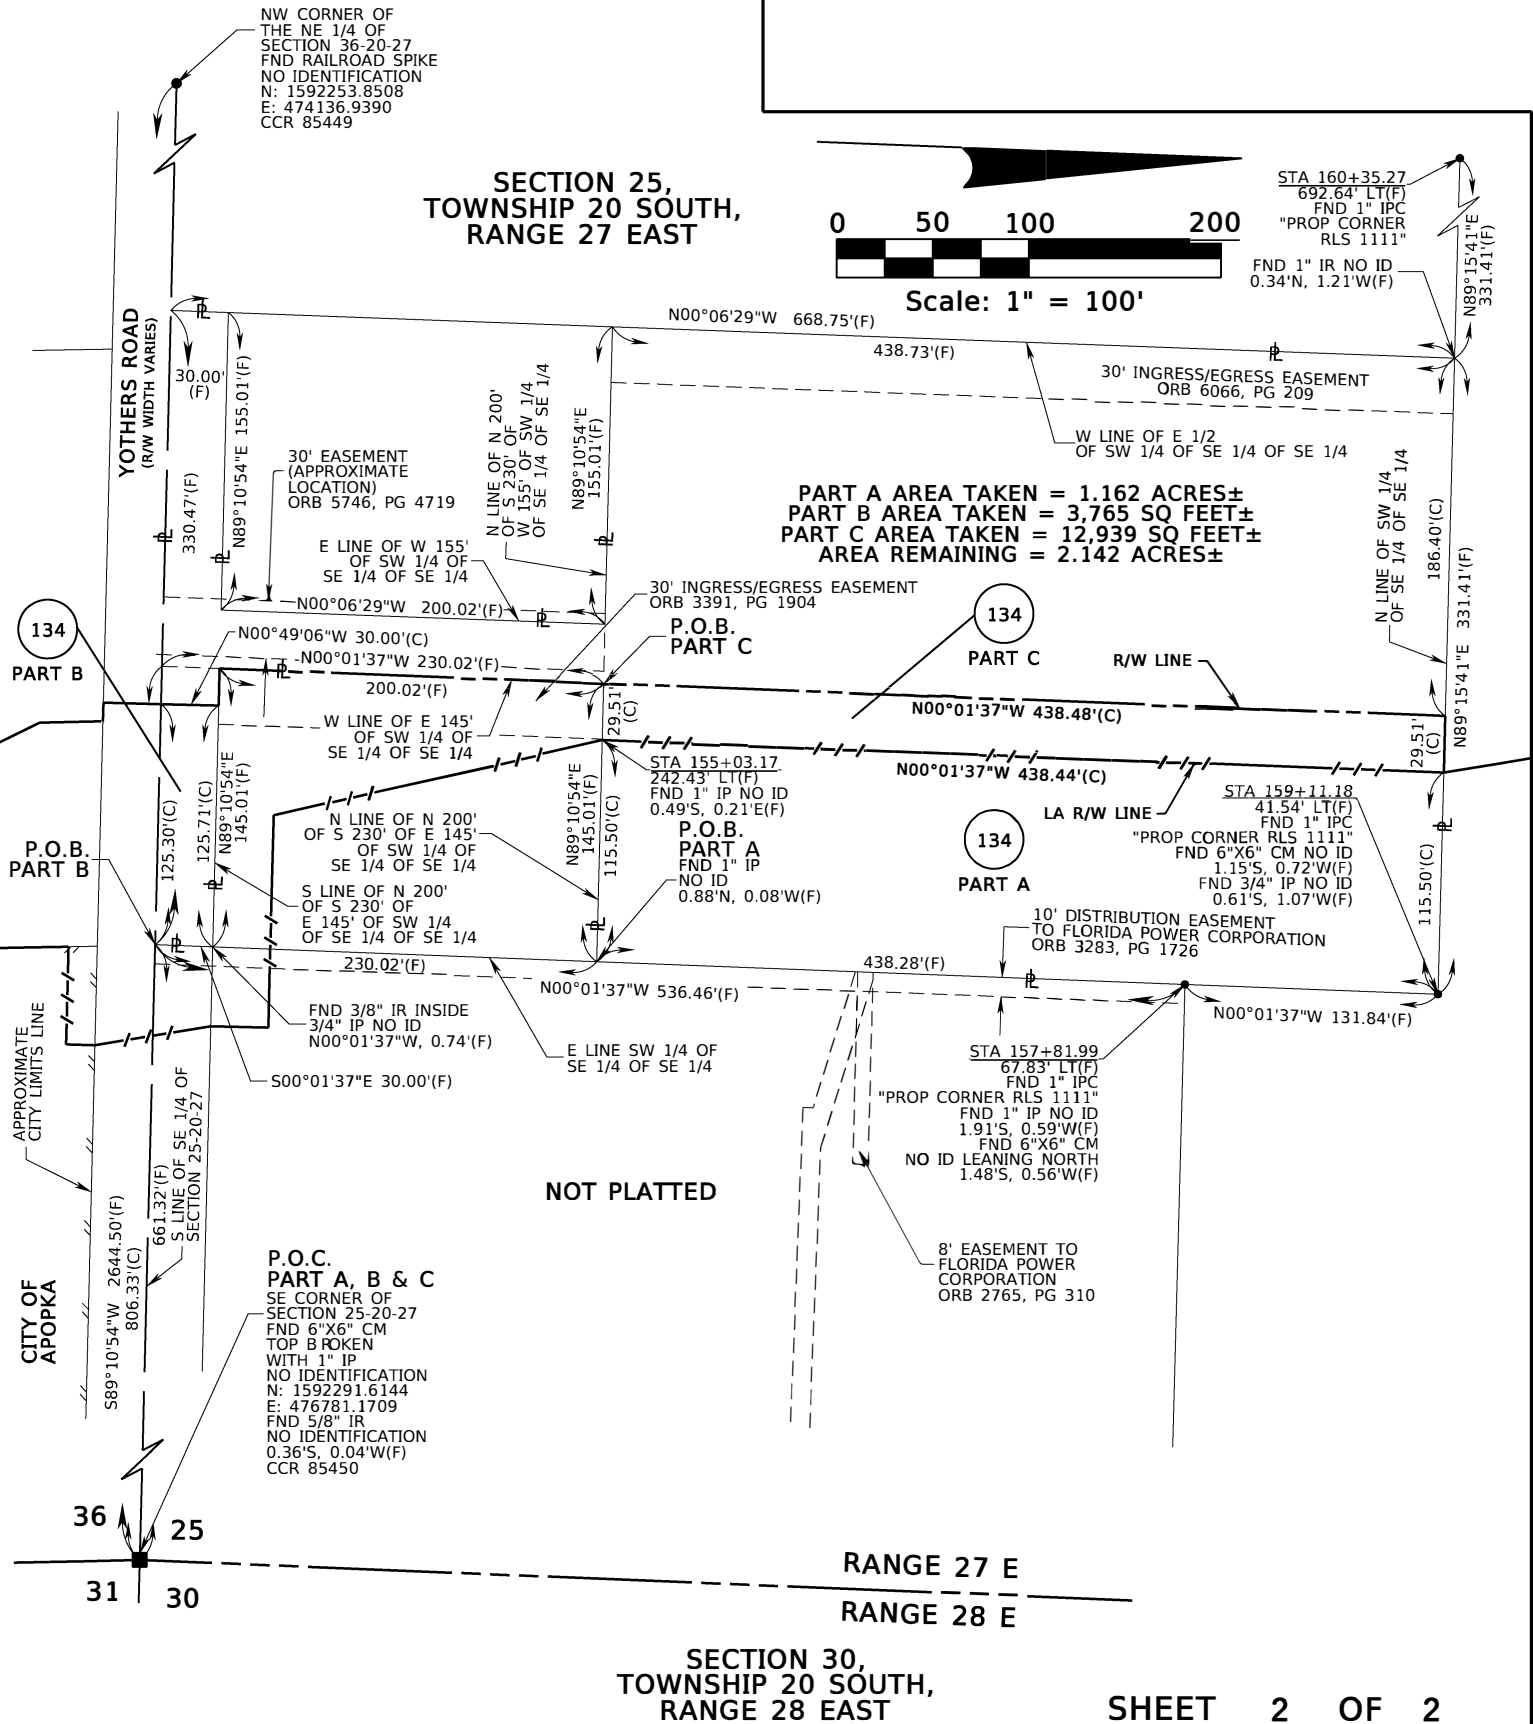 NW CORNER OF
THE NE 1/4 OF
SECTION 36-20-27
FND RAILROAD SPIKE
NO IDENTIFICATION
N: 1592253.8508
E: 474136.9390
CCR 85449
SECTION 25,
TOWNSHIP 20 SOUTH,
RANGE 27 EAST
0 50 100 200
Scale: 1" = 100'
STA 160+35.27
692.64' LT(F)
FND 1" IPC
"PROP CORNER
RLS 1111"
FND 1" IR NO ID
0.34'N, 1.21'W(F)
N89°15'41"E
331.41'(F)
YOTHERS ROAD
(R/W WIDTH VARIES)
30.00'
(F)
N00°06'29"W 668.75'(F)
438.73'(F)
30' INGRESS/EGRESS EASEMENT
ORB 6066, PG 209
W LINE OF E 1/2
OF SW 1/4 OF SE 1/4 OF SE 1/4
330.47'(F)
N89°10'54"E 155.01'(F)
30' EASEMENT
(APPROXIMATE
LOCATION)
ORB 5746, PG 4719
N LINE OF N 200'
OF S 230' OF
W 155' OF SW 1/4
OF SE 1/4 OF SE 1/4
N89°10'54"E
155.01'(F)
PART A AREA TAKEN = 1.162 ACRES±
PART B AREA TAKEN = 3,765 SQ FEET±
PART C AREA TAKEN = 12,939 SQ FEET±
AREA REMAINING = 2.142 ACRES±
N LINE OF SW 1/4
OF SE 1/4 OF SE 1/4
186.40'(C)
N89°15'41"E 331.41'(F)
E LINE OF W 155'
OF SW 1/4 OF
SE 1/4 OF SE 1/4
N00°06'29"W 200.02'(F)
30' INGRESS/EGRESS EASEMENT
ORB 3391, PG 1904
134
PART B
N00°49'06"W 30.00'(C)
N00°01'37"W 230.02'(F)
200.02'(F)
P.O.B.
PART C
134
PART C
R/W LINE
N00°01'37"W 438.48'(C)
29.51'
(C)
29.51'
(C)
W LINE OF E 145'
OF SW 1/4 OF
SE 1/4 OF SE 1/4
STA 155+03.17
242.43' LT(F)
FND 1" IP NO ID
0.49'S, 0.21'E(F)
N00°01'37"W 438.44'(C)
LA R/W LINE
STA 159+11.18
41.54' LT(F)
FND 1" IPC
"PROP CORNER RLS 1111"
FND 6"X6" CM NO ID
1.15'S, 0.72'W(F)
FND 3/4" IP NO ID
0.61'S, 1.07'W(F)
P.O.B.
PART B
125.30'(C)
125.71'(C)
N89°10'54"E
145.01'(F)
N LINE OF N 200'
OF S 230' OF E 145'
OF SW 1/4 OF
SE 1/4 OF SE 1/4
N89°10'54"E
145.01'(F)
115.50'(C)
P.O.B.
PART A
FND 1" IP
NO ID
0.88'N, 0.08'W(F)
134
PART A
115.50'(C)
S LINE OF N 200'
OF S 230' OF
E 145' OF SW 1/4
OF SE 1/4 OF SE 1/4
10' DISTRIBUTION EASEMENT
TO FLORIDA POWER CORPORATION
ORB 3283, PG 1726
230.02'(F)
438.28'(F)
N00°01'37"W 536.46'(F)
N00°01'37"W 131.84'(F)
FND 3/8" IR INSIDE
3/4" IP NO ID
N00°01'37"W, 0.74'(F)
S00°01'37"E 30.00'(F)
E LINE SW 1/4 OF
SE 1/4 OF SE 1/4
STA 157+81.99
67.83' LT(F)
FND 1" IPC
"PROP CORNER RLS 1111"
FND 1" IP NO ID
1.91'S, 0.59'W(F)
FND 6"X6" CM
NO ID LEANING NORTH
1.48'S, 0.56'W(F)
APPROXIMATE
CITY LIMITS LINE
661.32'(F)
S LINE OF SE 1/4 OF
SECTION 25-20-27
NOT PLATTED
S89°10'54"W 2644.50'(F)
806.33'(C)
CITY OF
APOPKA
8' EASEMENT TO
FLORIDA POWER
CORPORATION
ORB 2765, PG 310
P.O.C.
PART A, B & C
SE CORNER OF
SECTION 25-20-27
FND 6"X6" CM
TOP BROKEN
WITH 1" IP
NO IDENTIFICATION
N: 1592291.6144
E: 476781.1709
FND 5/8" IR
NO IDENTIFICATION
0.36'S, 0.04'W(F)
CCR 85450
36 25
31 30
RANGE 27 E
RANGE 28 E
SECTION 30,
TOWNSHIP 20 SOUTH,
RANGE 28 EAST
SHEET 2 OF 2